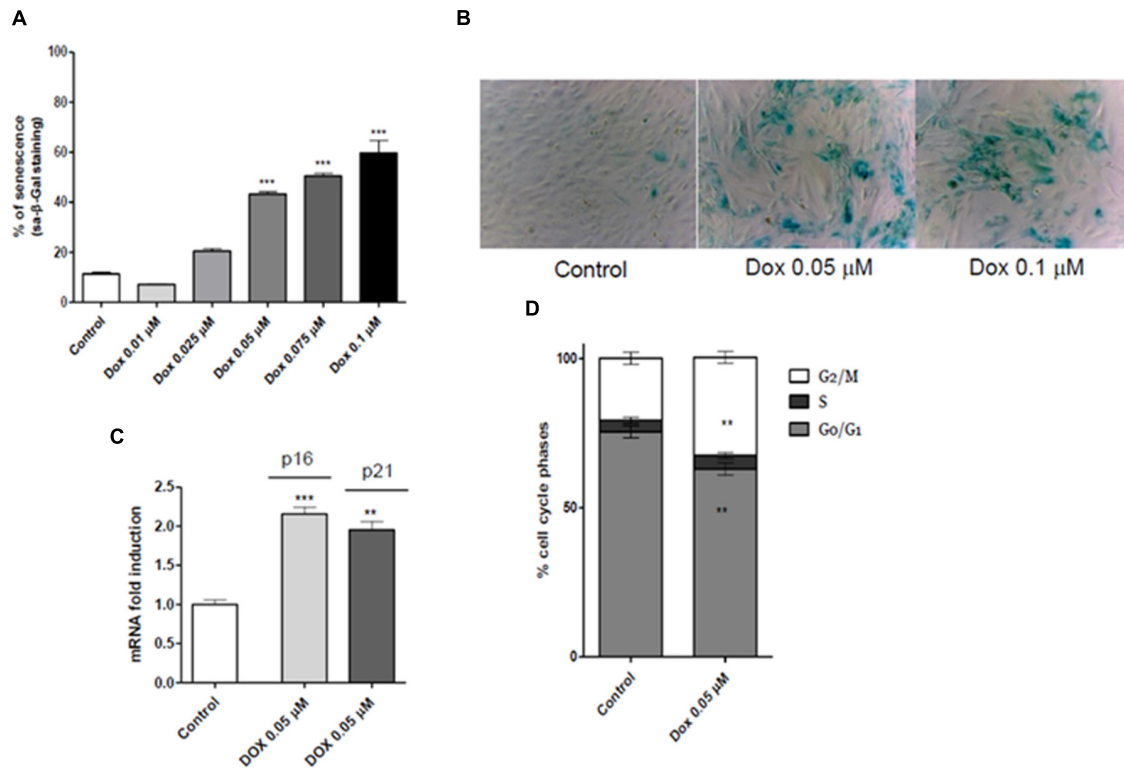 A
% of senescence
(sa-β-Gal staining)
100
80
60
40
20
0
***
***
***
***
Control
Dox 0.01 µM
Dox 0.025 µM
Dox 0.05 µM
Dox 0.075 µM
Dox 0.1 µM
B
Control
Dox 0.05 µM
Dox 0.1 µM
C
mRNA fold induction
2.5
2.0
1.5
1.0
0.5
0.0
p16
***
p21
**
Control
DOX 0.05 µM
DOX 0.05 µM
D
% cell cycle phases
100
50
0
**
**
Control
Dox 0.05 µM
G2/M
S
G0/G1